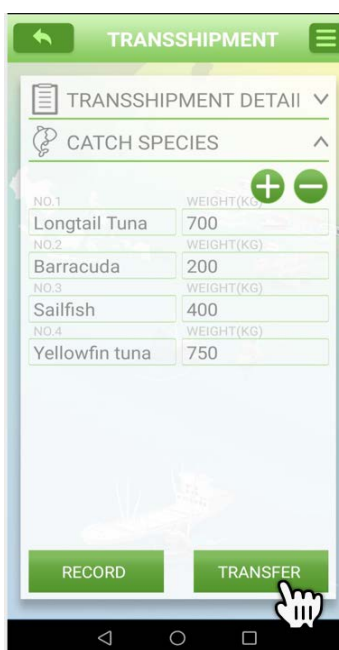 TRANSSHIPMENT
TRANSSHIPMENT DETAIl
CATCH SPECIES
NO.1 WEIGHT(KG)
Longtail Tuna 700
NO.2 WEIGHT(KG)
Barracuda 200
NO.3 WEIGHT(KG)
Sailfish 400
NO.4 WEIGHT(KG)
Yellowfin tuna 750
RECORD TRANSFER